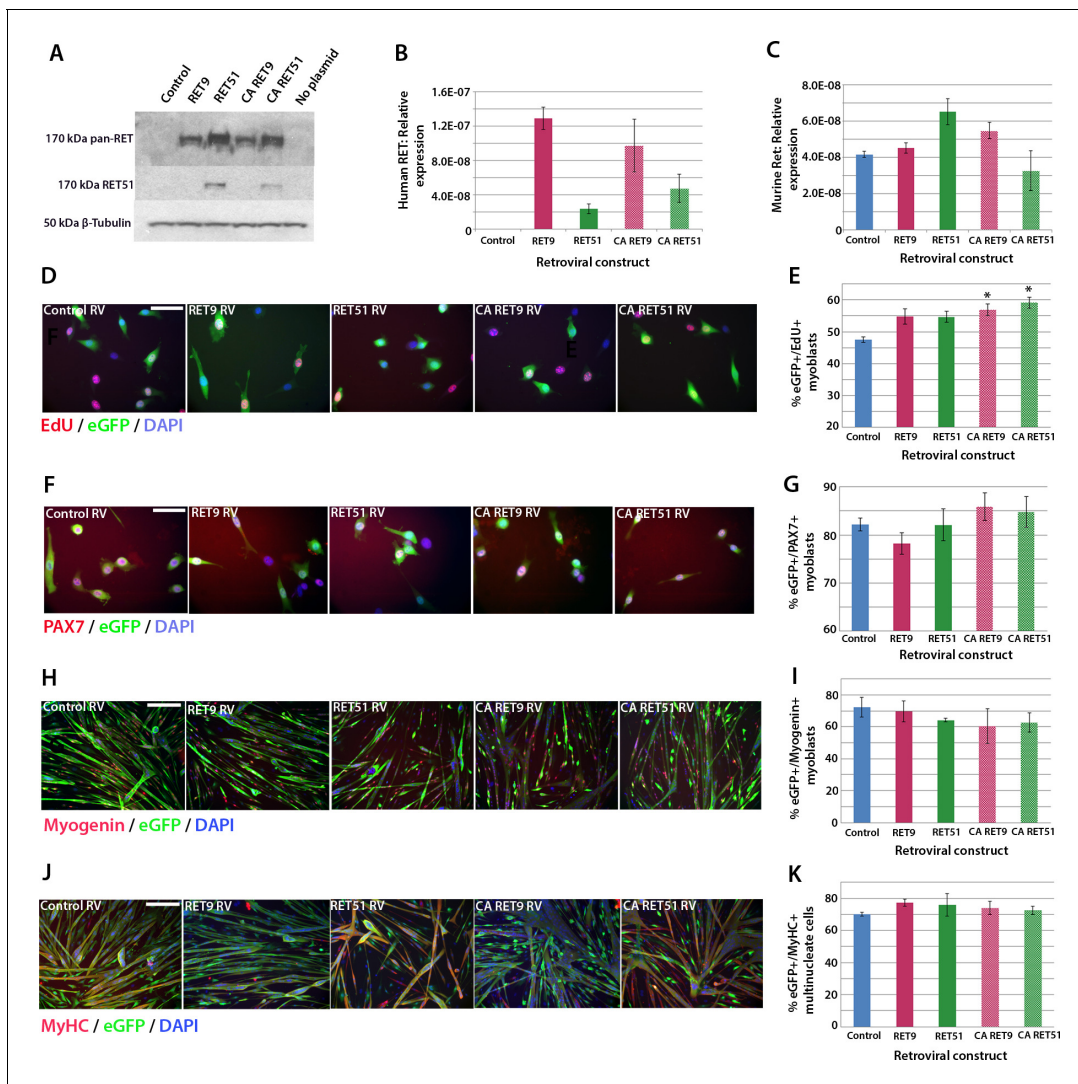 A
Control
RET9
RET51
CA RET9
CA RET51
No plasmid
170 kDa pan-RET
170 kDa RET51
50 kDa β-Tubulin
B
Human RET: Relative
expression
1.6E-07
1.2E-07
8.0E-08
4.0E-08
0
Control RET9 RET51 CA RET9 CA RET51
Retroviral construct
C
Murine Ret: Relative
expression
8.0E-08
6.0E-08
4.0E-08
2.0E-08
0
Control RET9 RET51 CA RET9 CA RET51
Retroviral construct
D
Control RV RET9 RV RET51 RV CA RET9 RV CA RET51 RV
F
E
EdU / eGFP / DAPI
E
% eGFP+/EdU+
myoblasts
60
50
40
30
20
* *
Control RET9 RET51 CA RET9 CA RET51
Retroviral construct
F
Control RV RET9 RV RET51 RV CA RET9 RV CA RET51 RV
PAX7 / eGFP / DAPI
G
% eGFP+/PAX7+
myoblasts
90
80
70
60
Control RET9 RET51 CA RET9 CA RET51
Retroviral construct
H
Control RV RET9 RV RET51 RV CA RET9 RV CA RET51 RV
Myogenin / eGFP / DAPI
I
% eGFP+/Myogenin+
myoblasts
80
60
40
20
0
Control RET9 RET51 CA RET9 CA RET51
Retroviral construct
J
Control RV RET9 RV RET51 RV CA RET9 RV CA RET51 RV
MyHC / eGFP / DAPI
K
% eGFP+/MyHC+
multinucleate cells
80
60
40
20
0
Control RET9 RET51 CA RET9 CA RET51
Retroviral construct